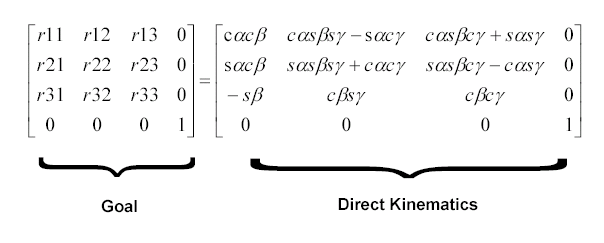 r11 r12 r13 0 cαcβ cαsβsγ − sαcγ cαsβcγ + sαsγ 0
r21 r22 r23 0 sαcβ sαsβsγ + cαcγ sαsβcγ − cαsγ 0
=
r31 r32 r33 0 − sβ cβsγ cβcγ 0
0 0 0 1 0 0 0 1
Goal Direct Kinematics